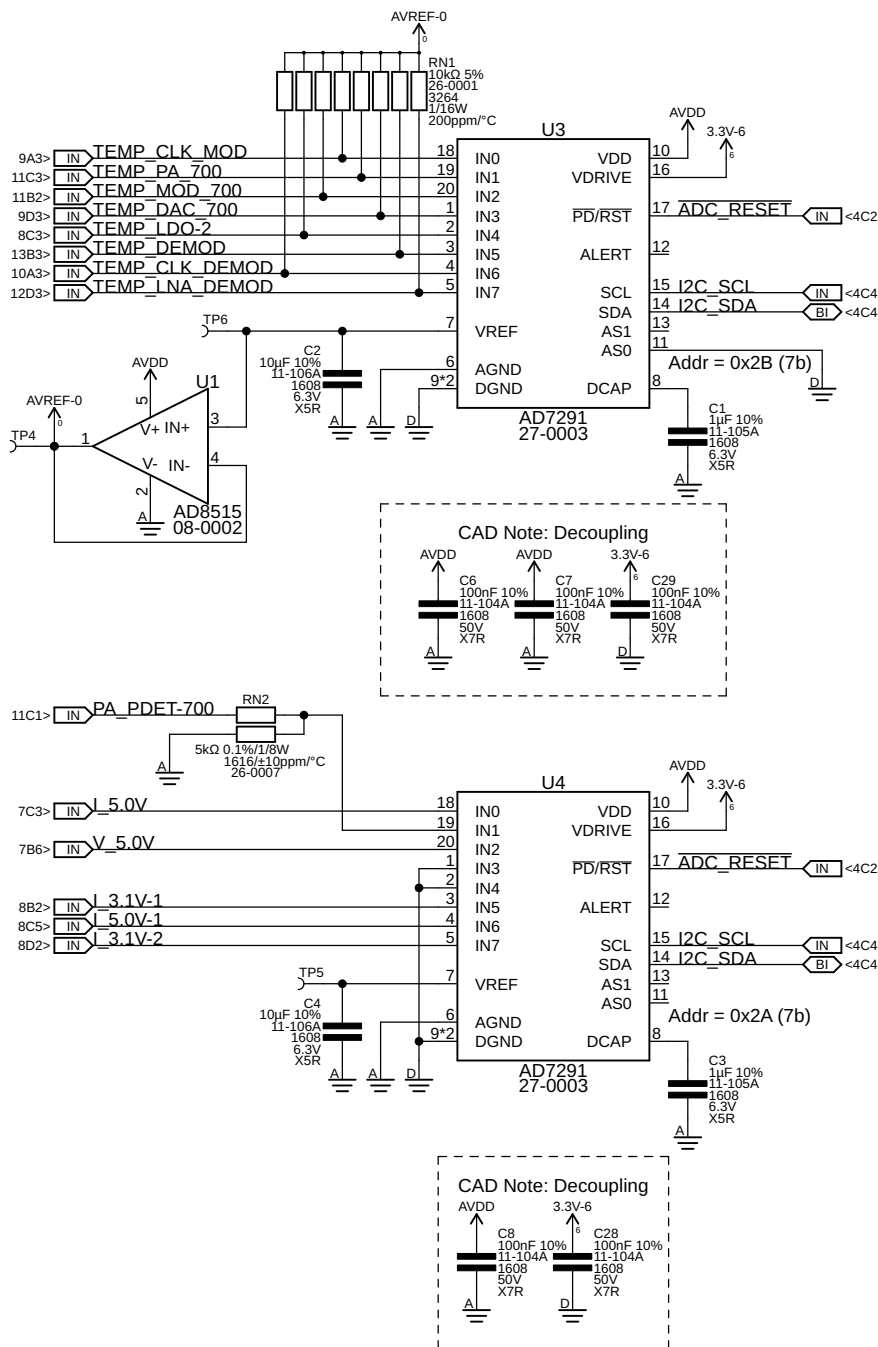 AVREF-0
0
RN1
10kΩ 5%
26-0001
3264
1/16W
200ppm/°C
U3
AVDD
3.3V-6
6
9A3> IN TEMP_CLK_MOD 18 IN0 VDD 10
11C3> IN TEMP_PA_700 19 IN1 VDRIVE 16
11B2> IN TEMP_MOD_700 20 IN2
9D3> IN TEMP_DAC_700 1 IN3 PD/RST 17 ADC_RESET IN <4C2
8C3> IN TEMP_LDO-2 2 IN4
13B3> IN TEMP_DEMOD 3 IN5 ALERT 12
10A3> IN TEMP_CLK_DEMOD 4 IN6
12D3> IN TEMP_LNA_DEMOD 5 IN7 SCL 15 I2C_SCL IN <4C4
SDA 14 I2C_SDA BI <4C4
TP6 7 VREF AS1 13
AS0 11
Addr = 0x2B (7b)
D
C2
10µF 10%
11-106A
1608
6.3V
X5R
A
6 AGND
9*2 DGND DCAP 8
A
D
AD7291
27-0003
C1
1µF 10%
11-105A
1608
6.3V
X5R
A
AVDD
U1
AVREF-0
0
5
V+ IN+ 3
TP4 1
V- IN- 4
2
A
AD8515
08-0002
CAD Note: Decoupling
AVDD
C6
100nF 10%
11-104A
1608
50V
X7R
A
AVDD
C7
100nF 10%
11-104A
1608
50V
X7R
A
3.3V-6
6
C29
100nF 10%
11-104A
1608
50V
X7R
D
11C1> IN PA_PDET-700
RN2
5kΩ 0.1%/1/8W
1616/±10ppm/°C
26-0007
A
U4
AVDD
3.3V-6
6
7C3> IN I_5.0V 18 IN0 VDD 10
19 IN1 VDRIVE 16
7B6> IN V_5.0V 20 IN2
1 IN3 PD/RST 17 ADC_RESET IN <4C2
2 IN4
8B2> IN I_3.1V-1 3 IN5 ALERT 12
8C5> IN I_5.0V-1 4 IN6
8D2> IN I_3.1V-2 5 IN7 SCL 15 I2C_SCL IN <4C4
SDA 14 I2C_SDA BI <4C4
TP5 7 VREF AS1 13
AS0 11
Addr = 0x2A (7b)
C4
10µF 10%
11-106A
1608
6.3V
X5R
A
6 AGND
9*2 DGND DCAP 8
A
D
AD7291
27-0003
C3
1µF 10%
11-105A
1608
6.3V
X5R
A
CAD Note: Decoupling
AVDD
C8
100nF 10%
11-104A
1608
50V
X7R
A
3.3V-6
6
C28
100nF 10%
11-104A
1608
50V
X7R
D